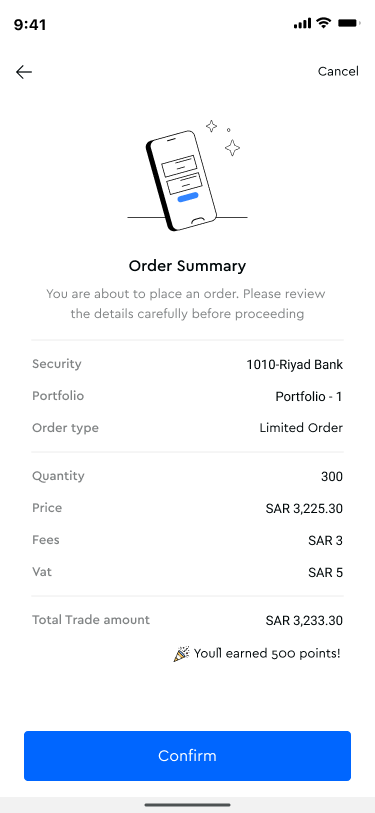 9:41
Cancel
Order Summary
You are about to place an order. Please review
the details carefully before proceeding
Security 1010-Riyad Bank
Portfolio Portfolio - 1
Order type Limited Order
Quantity 300
Price SAR 3,225.30
Fees SAR 3
Vat SAR 5
Total Trade amount SAR 3,233.30
🎉 You'll earned 500 points!
Confirm